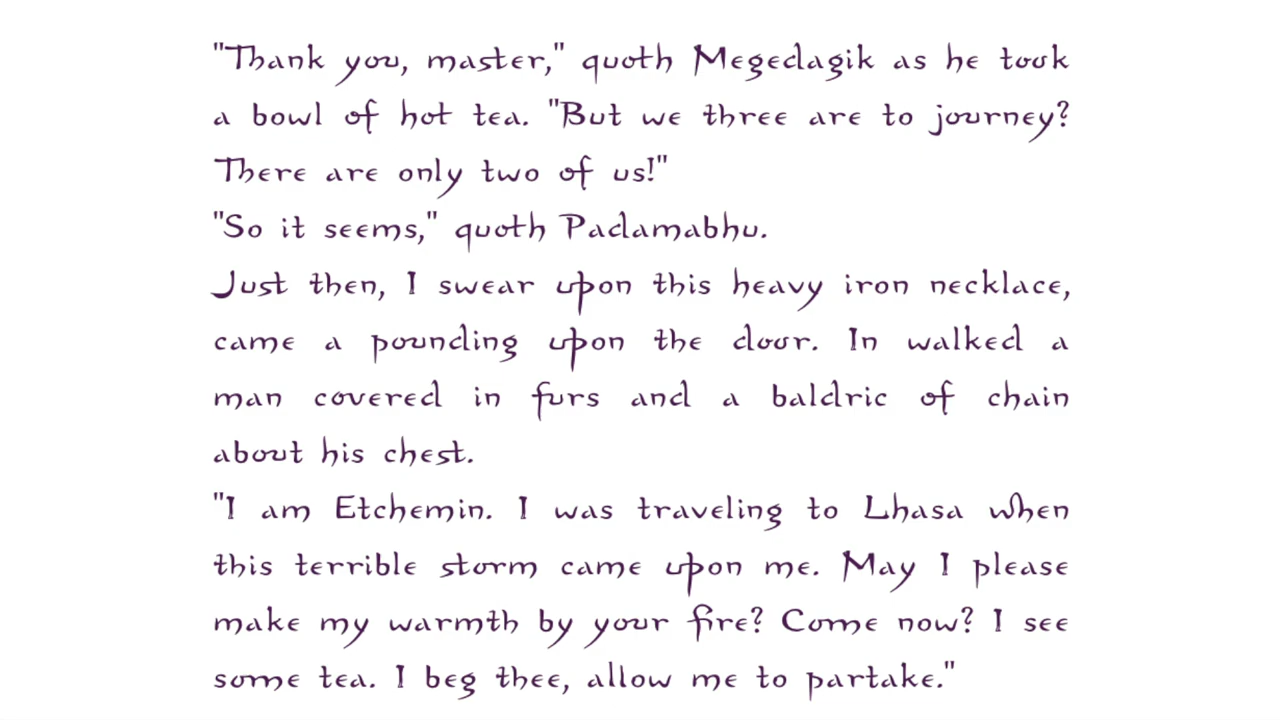 "Thank you, master," quoth Megedagik as he took
a bowl of hot tea. "But we three are to journey?
There are only two of us!"
"So it seems," quoth Padamabhu.
Just then, I swear upon this heavy iron necklace,
came a pounding upon the door. In walked a
man covered in furs and a baldric of chain
about his chest.
"I am Etchemin. I was traveling to Lhasa when
this terrible storm came upon me. May I please
make my warmth by your fire? Come now? I see
some tea. I beg thee, allow me to partake."